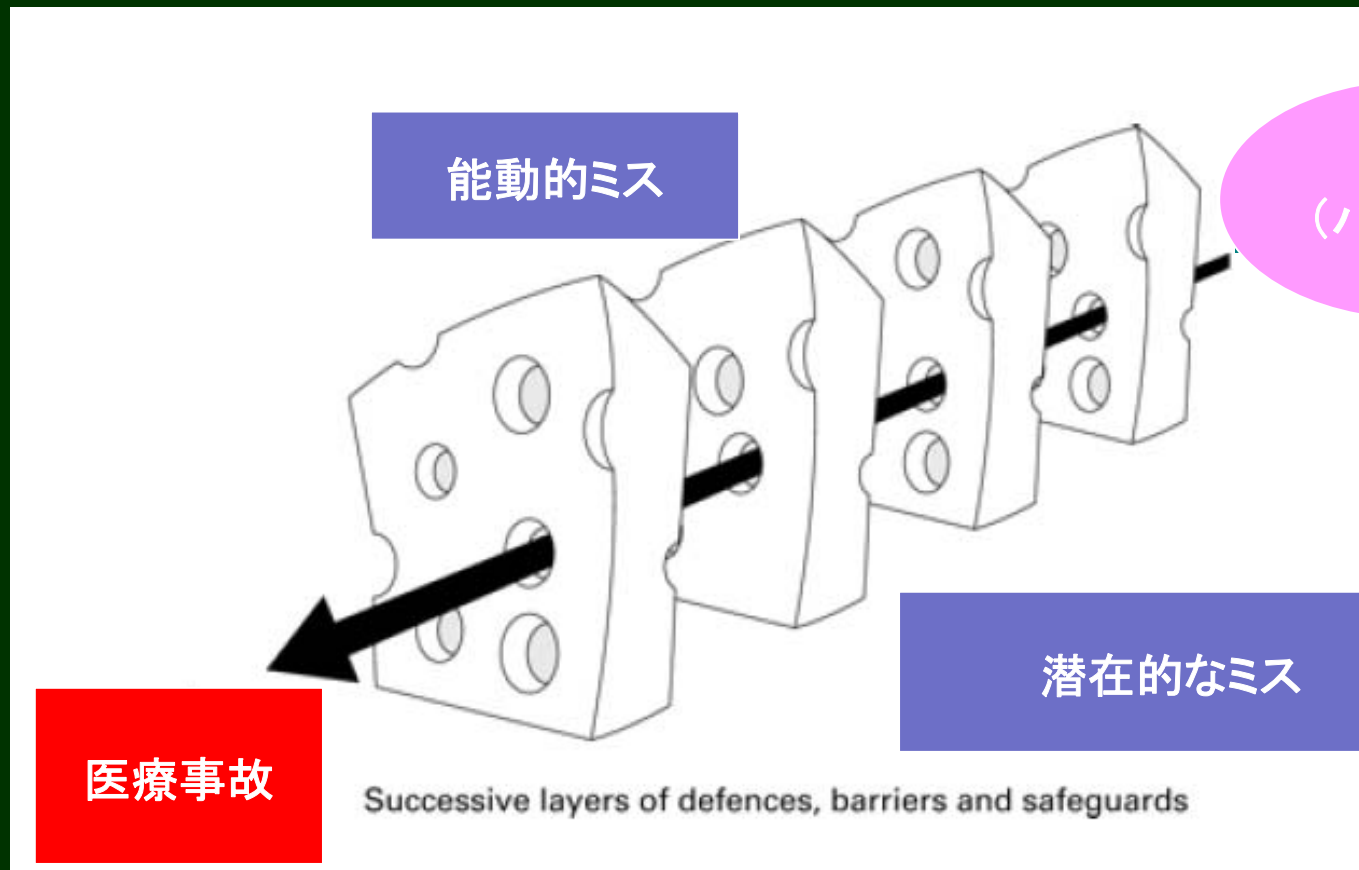 能動的ミス
潜在的なミス
医療事故
Successive layers of defences, barriers and safeguards